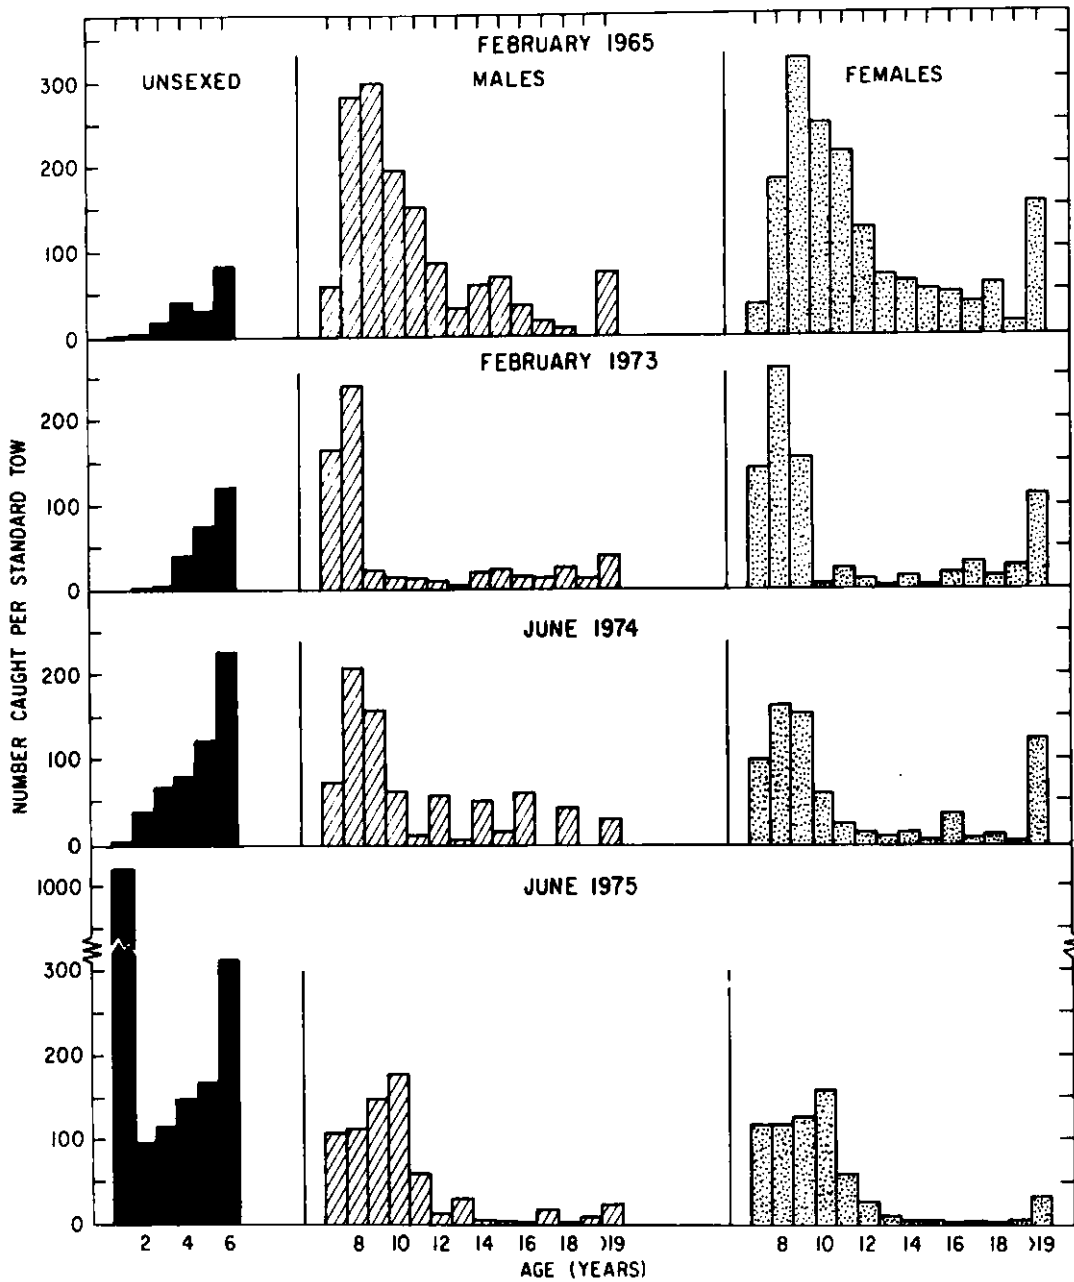 FEBRUARY 1965
UNSEXED MALES FEMALES
300
200
100
0
FEBRUARY 1973
200
100
0
JUNE 1974
200
100
0
JUNE 1975
1000
300
200
100
0
2 4 6 8 10 12 14 16 18 >19 8 10 12 14 16 18 >19
AGE (YEARS)
NUMBER CAUGHT PER STANDARD TOW